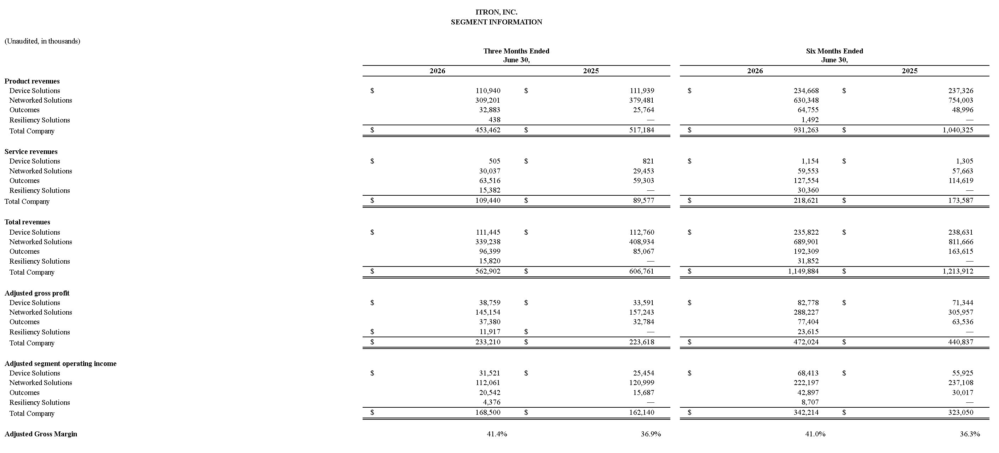 ITRON, INC.
SEGMENT INFORMATION
(Unaudited, in thousands)
Three Months Ended Six Months Ended
June 30, June 30,
2026 2025 2026 2025
Product revenues
Device Solutions $ 110,940 $ 111,939 $ 234,668 $ 237,326
Networked Solutions 309,201 379,481 630,348 754,003
Outcomes 32,883 25,764 64,755 48,996
Resiliency Solutions 438 — 1,492 —
Total Company $ 453,462 $ 517,184 $ 931,263 $ 1,040,325
Service revenues
Device Solutions $ 505 $ 821 $ 1,154 $ 1,305
Networked Solutions 30,037 29,453 59,553 57,663
Outcomes 63,516 59,303 127,554 114,619
Resiliency Solutions 15,382 — 30,360 —
Total Company $ 109,440 $ 89,577 $ 218,621 $ 173,587
Total revenues
Device Solutions $ 111,445 $ 112,760 $ 235,822 $ 238,631
Networked Solutions 339,238 408,934 689,901 811,666
Outcomes 96,399 85,067 192,309 163,615
Resiliency Solutions 15,820 — 31,852 —
Total Company $ 562,902 $ 606,761 $ 1,149,884 $ 1,213,912
Adjusted gross profit
Device Solutions $ 38,759 $ 33,591 $ 82,778 $ 71,344
Networked Solutions 145,154 157,243 288,227 305,957
Outcomes 37,380 32,784 77,404 63,536
Resiliency Solutions $ 11,917 $ — 23,615 —
Total Company $ 233,210 $ 223,618 $ 472,024 $ 440,837
Adjusted segment operating income
Device Solutions $ 31,521 $ 25,454 $ 68,413 $ 55,925
Networked Solutions 112,061 120,999 222,197 237,108
Outcomes 20,542 15,687 42,897 30,017
Resiliency Solutions 4,376 — 8,707 —
Total Company $ 168,500 $ 162,140 $ 342,214 $ 323,050
Adjusted Gross Margin 41.4% 36.9% 41.0% 36.3%